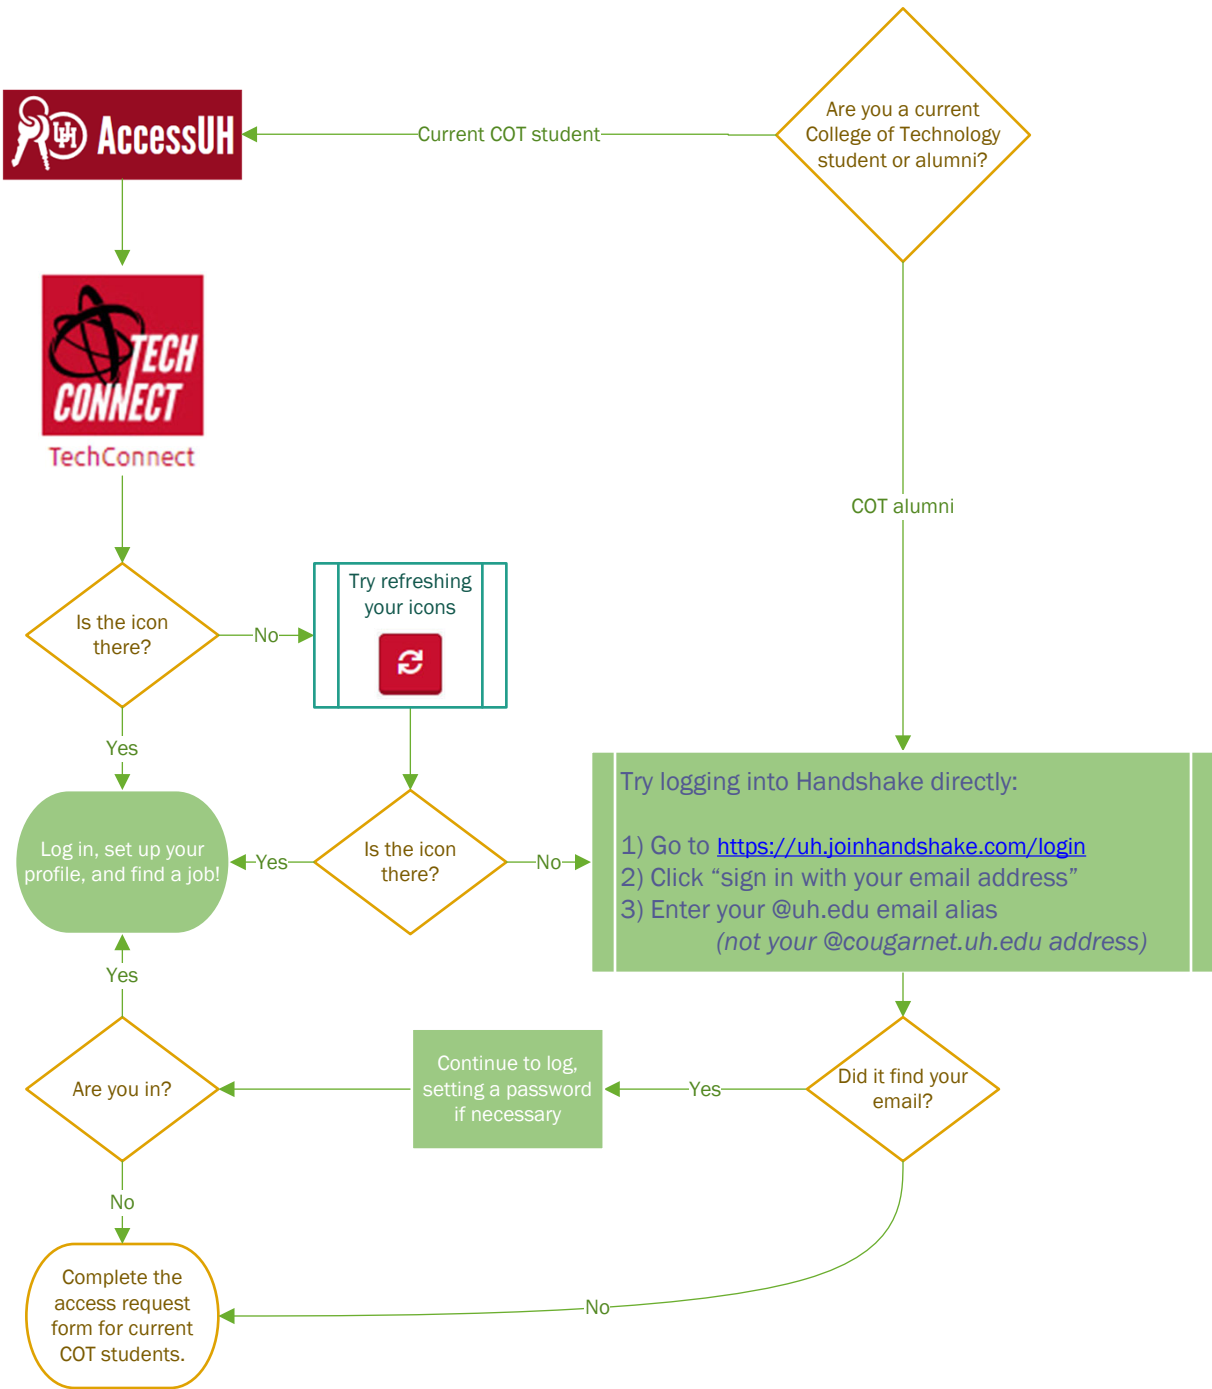 Are you a current
College of Technology
student or alumni?
Current COT student
UH
AccessUH
TECH
CONNECT
TechConnect
COT alumni
Is the icon
there?
No
Try refreshing
your icons
Yes
Is the icon
there?
Yes
No
Log in, set up your
profile, and find a job!
Try logging into Handshake directly:
1) Go to https://uh.joinhandshake.com/login
2) Click “sign in with your email address”
3) Enter your @uh.edu email alias
(not your @cougarnet.uh.edu address)
Did it find your
email?
Yes
Continue to log,
setting a password
if necessary
Are you in?
Yes
No
No
Complete the
access request
form for current
COT students.